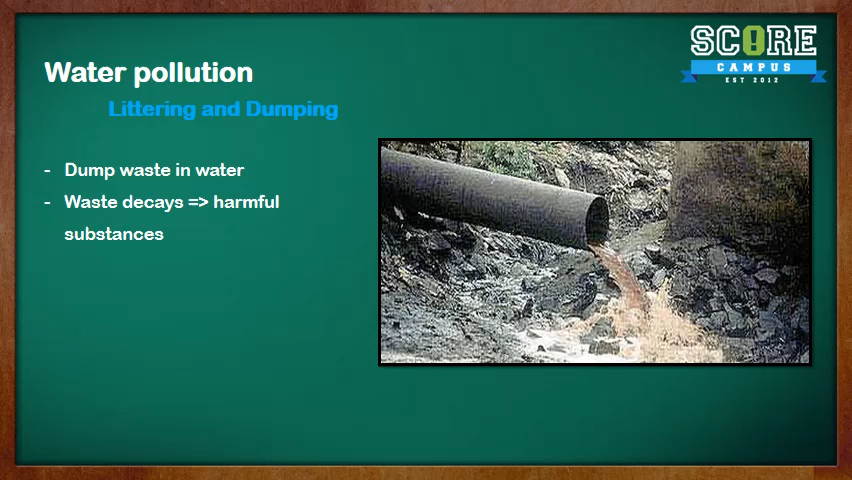 SCORE
CAMPUS
EST 2012
Water pollution
Littering and Dumping
- Dump waste in water
- Waste decays => harmful
substances